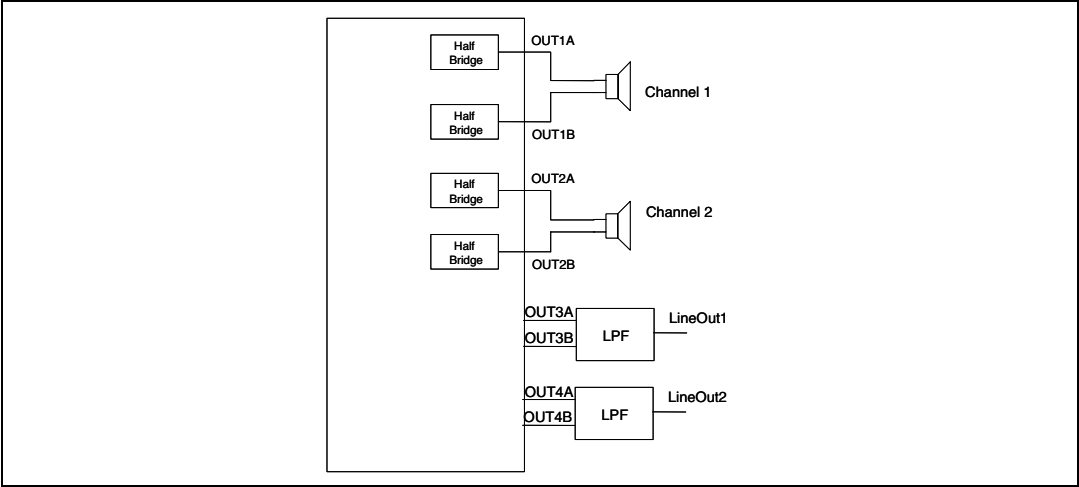 Half
Bridge
OUT1A
Channel 1
Half
Bridge
OUT1B
Half
Bridge
OUT2A
Channel 2
Half
Bridge
OUT2B
OUT3A
LineOut1
OUT3B
LPF
OUT4A
LineOut2
OUT4B
LPF